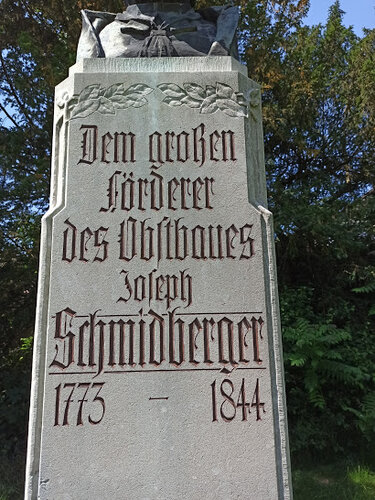 Dem großen
Förderer
des Obstbaues
Joseph
Schmidberger
1773 – 1844